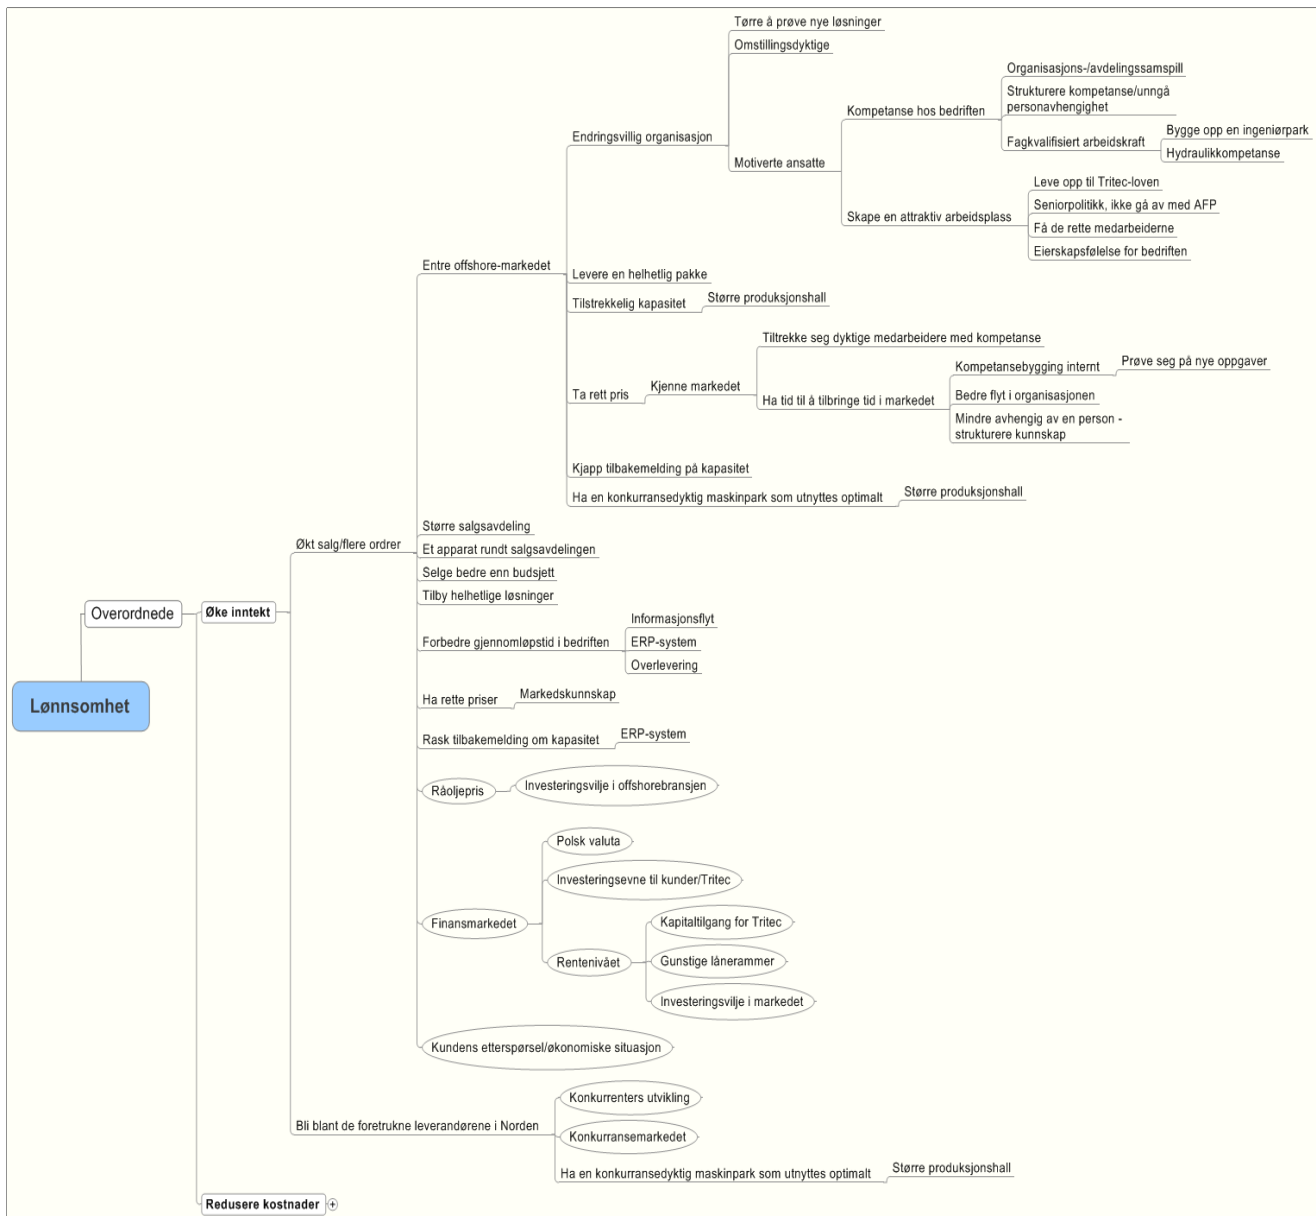 Lønnsomhet
Overordnede
Øke inntekt
Økt salg/flere ordrer
Entre offshore-markedet
Endringsvillig organisasjon
Tørre å prøve nye løsninger
Omstillingsdyktige
Motiverte ansatte
Kompetanse hos bedriften
Organisasjons-/avdelingssamspill
Strukturere kompetanse/unngå
personavhengighet
Fagkvalifisiert arbeidskraft
Bygge opp en ingeniørpark
Hydraulikkompetanse
Skape en attraktiv arbeidsplass
Leve opp til Tritec-loven
Seniorpolitikk, ikke gå av med AFP
Få de rette medarbeiderne
Eierskapsfølelse for bedriften
Levere en helhetlig pakke
Tilstrekkelig kapasitet
Større produksjonshall
Ta rett pris
Kjenne markedet
Tiltrekke seg dyktige medarbeidere med kompetanse
Ha tid til å tilbringe tid i markedet
Kompetansebygging internt
Prøve seg på nye oppgaver
Bedre flyt i organisasjonen
Mindre avhengig av en person -
strukturere kunnskap
Kjapp tilbakemelding på kapasitet
Ha en konkurransedyktig maskinpark som utnyttes optimalt
Større produksjonshall
Større salgsavdeling
Et apparat rundt salgsavdelingen
Selge bedre enn budsjett
Tilby helhetlige løsninger
Forbedre gjennomløpstid i bedriften
Informasjonsflyt
ERP-system
Overlevering
Ha rette priser
Markedskunnskap
Rask tilbakemelding om kapasitet
ERP-system
Råoljepris
Investeringsvilje i offshorebransjen
Finansmarkedet
Polsk valuta
Investeringsevne til kunder/Tritec
Rentenivået
Kapitaltilgang for Tritec
Gunstige lånerammer
Investeringsvilje i markedet
Kundens etterspørsel/økonomiske situasjon
Bli blant de foretrukne leverandørene i Norden
Konkurrenters utvikling
Konkurransemarkedet
Ha en konkurransedyktig maskinpark som utnyttes optimalt
Større produksjonshall
Redusere kostnader